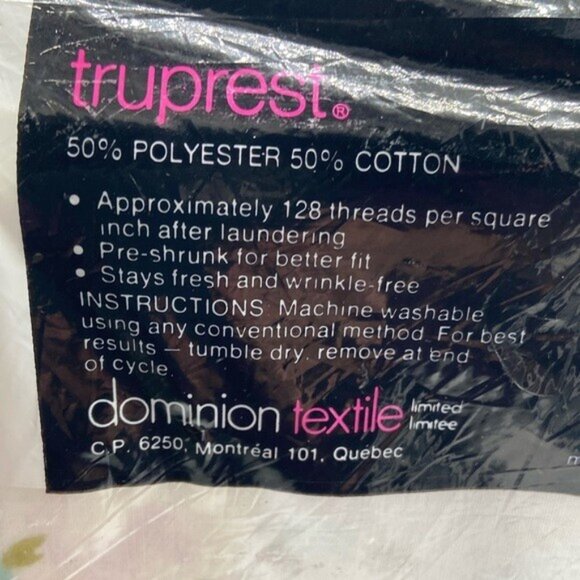 truprest®
50% POLYESTER 50% COTTON
• Approximately 128 threads per square
inch after laundering
• Pre-shrunk for better fit
• Stays fresh and wrinkle-free
INSTRUCTIONS: Machine washable
using any conventional method. For best
results – tumble dry, remove at end
of cycle.
dominion textile limited
limitee
C.P. 6250, Montréal 101, Québec